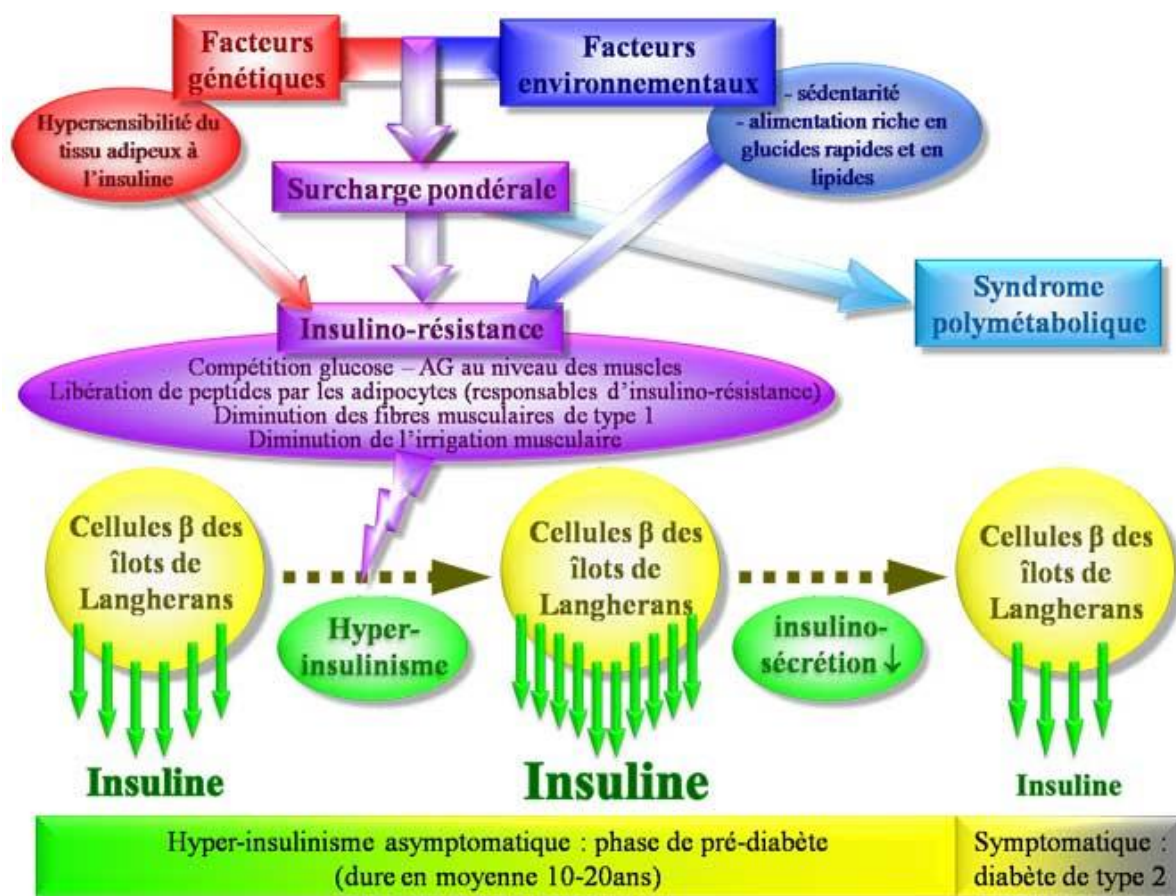 Facteurs
génétiques
Facteurs
environnementaux
Hypersensibilité du
tissu adipeux à
l'insuline
- sédentarité
- alimentation riche en
glucides rapides et en
lipides
Surcharge pondérale
Syndrome
polymétabolique
Insulino-résistance
Compétition glucose – AG au niveau des muscles
Libération de peptides par les adipocytes (responsables d'insulino-résistance)
Diminution des fibres musculaires de type 1
Diminution de l'irrigation musculaire
Cellules β des
îlots de
Langherans
Hyper-
insulinisme
Cellules β des
îlots de
Langherans
insulino-
sécrétion ↓
Cellules β des
îlots de
Langherans
Insuline
Insuline
Insuline
Hyper-insulinisme asymptomatique : phase de pré-diabète
(dure en moyenne 10-20ans)
Symptomatique :
diabète de type 2